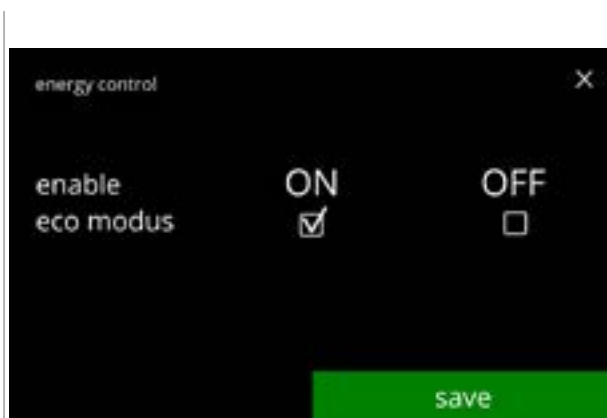 energy control X
enable ON OFF
eco modus
save